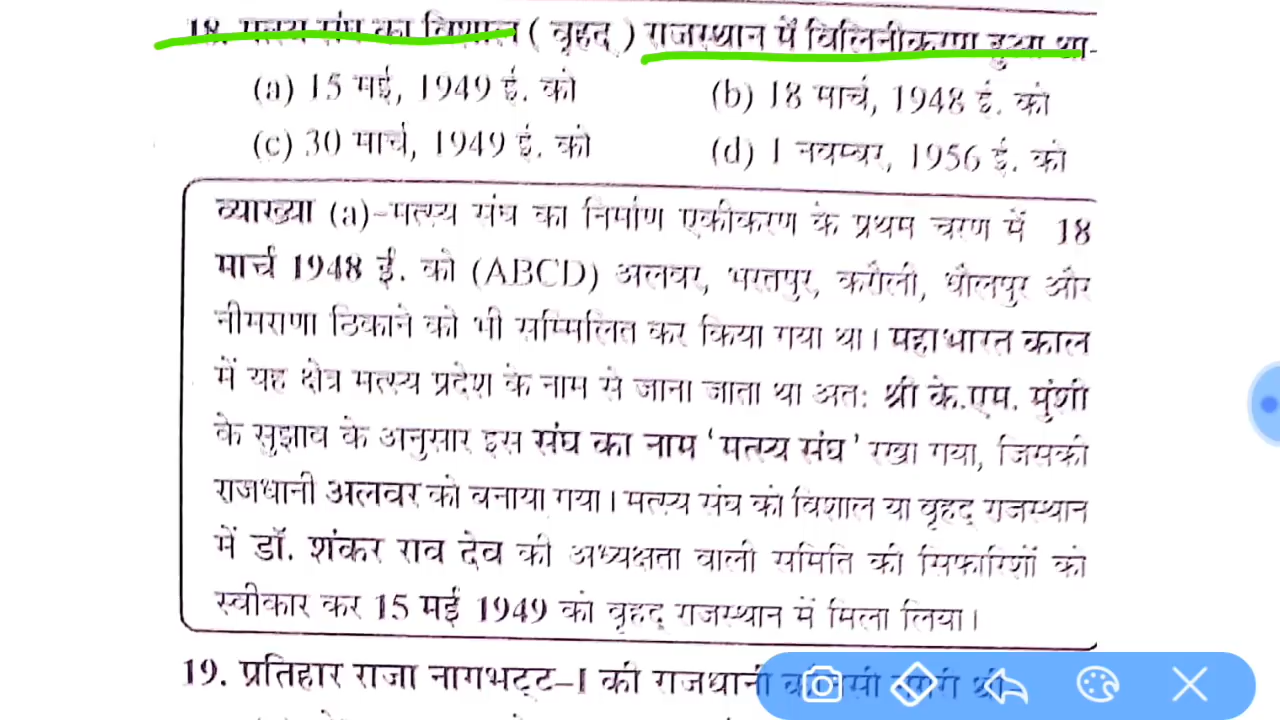 18. मत्स्य संघ का विशाल ( वृहद ) राजस्थान में विलिनीकरण हुआ था-
(a) 15 मई, 1949 ई. को (b) 18 मार्च, 1948 ई. को
(c) 30 मार्च, 1949 ई. को (d) 1 नवम्बर, 1956 ई. को
व्याख्या (a)-मत्स्य संघ का निर्माण एकीकरण के प्रथम चरण में 18
मार्च 1948 ई. को (ABCD) अलवर, भरतपुर, करौली, धौलपुर और
नीमराणा ठिकाने को भी सम्मिलित कर किया गया था। महाभारत काल
में यह क्षेत्र मत्स्य प्रदेश के नाम से जाना जाता था अत: श्री के.एम. मुंशी
के सुझाव के अनुसार इस संघ का नाम ‘मत्स्य संघ’ रखा गया, जिसकी
राजधानी अलवर को बनाया गया। मत्स्य संघ को विशाल या वृहद् राजस्थान
में डॉ. शंकर राव देव की अध्यक्षता वाली समिति की सिफारिशों को
स्वीकार कर 15 मई 1949 को वृहद् राजस्थान में मिला लिया।
19. प्रतिहार राजा नागभट्ट-I की राजधानी